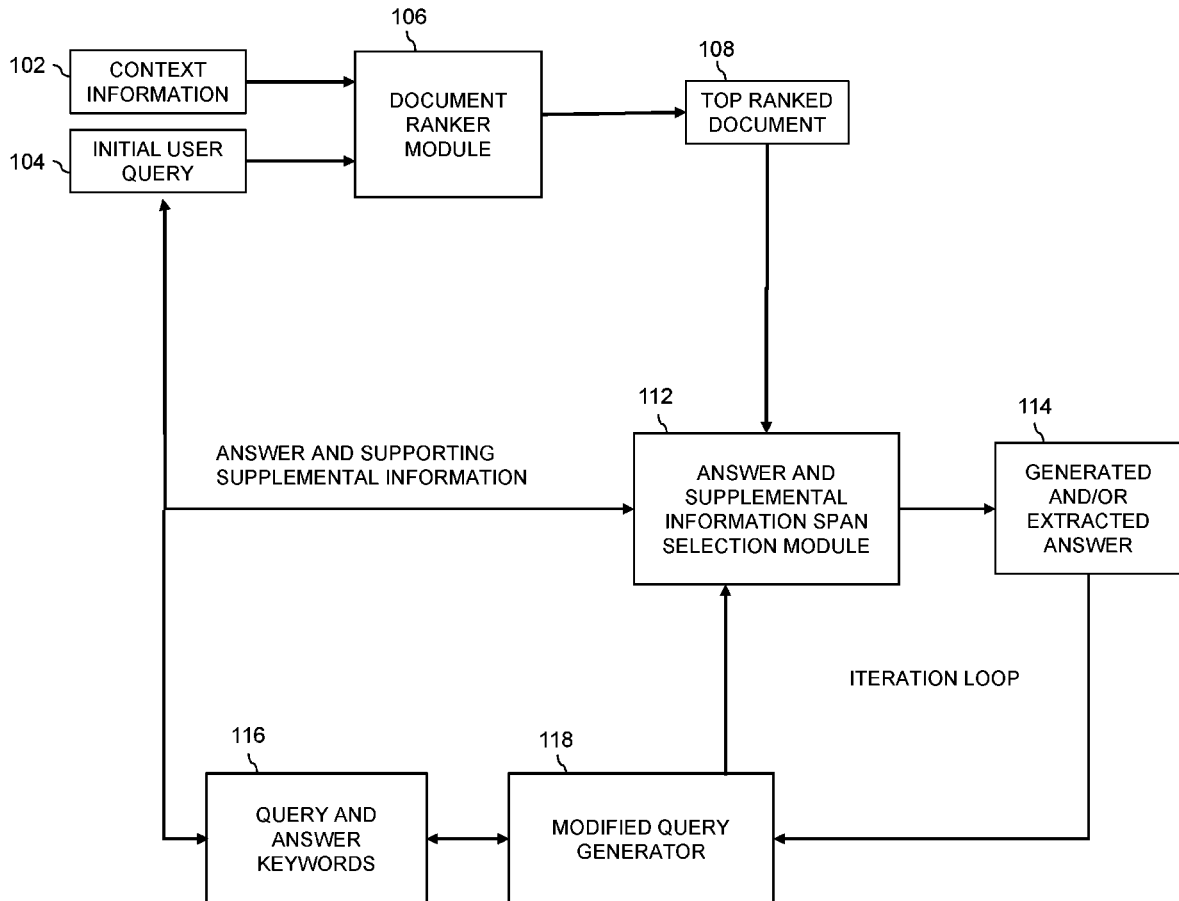 106
102
CONTEXT
INFORMATION
DOCUMENT
RANKER
MODULE
108
TOP RANKED
DOCUMENT
104
INITIAL USER
QUERY
112
114
ANSWER AND SUPPORTING
SUPPLEMENTAL INFORMATION
ANSWER AND
SUPPLEMENTAL
INFORMATION SPAN
SELECTION MODULE
GENERATED
AND/OR
EXTRACTED
ANSWER
ITERATION LOOP
116
118
QUERY AND
ANSWER
KEYWORDS
MODIFIED QUERY
GENERATOR